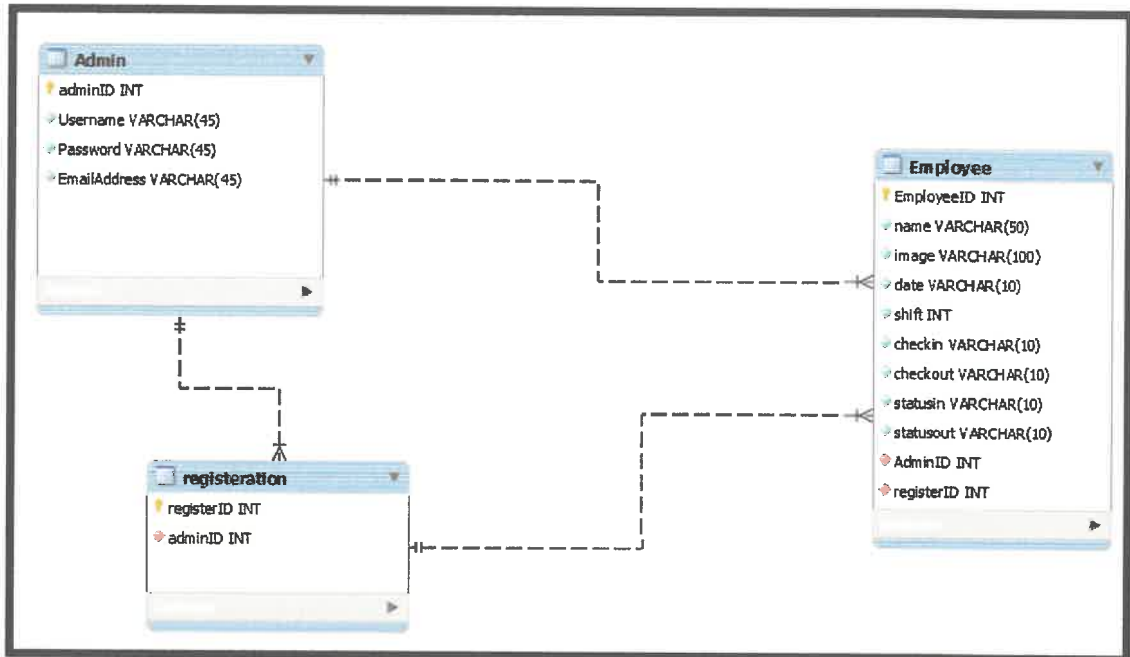 Admin
adminID INT
Username VARCHAR(45)
Password VARCHAR(45)
EmailAddress VARCHAR(45)
Employee
EmployeeID INT
name VARCHAR(50)
image VARCHAR(100)
date VARCHAR(10)
shift INT
checkin VARCHAR(10)
checkout VARCHAR(10)
statusin VARCHAR(10)
statusout VARCHAR(10)
AdminID INT
registerID INT
registeration
registerID INT
adminID INT